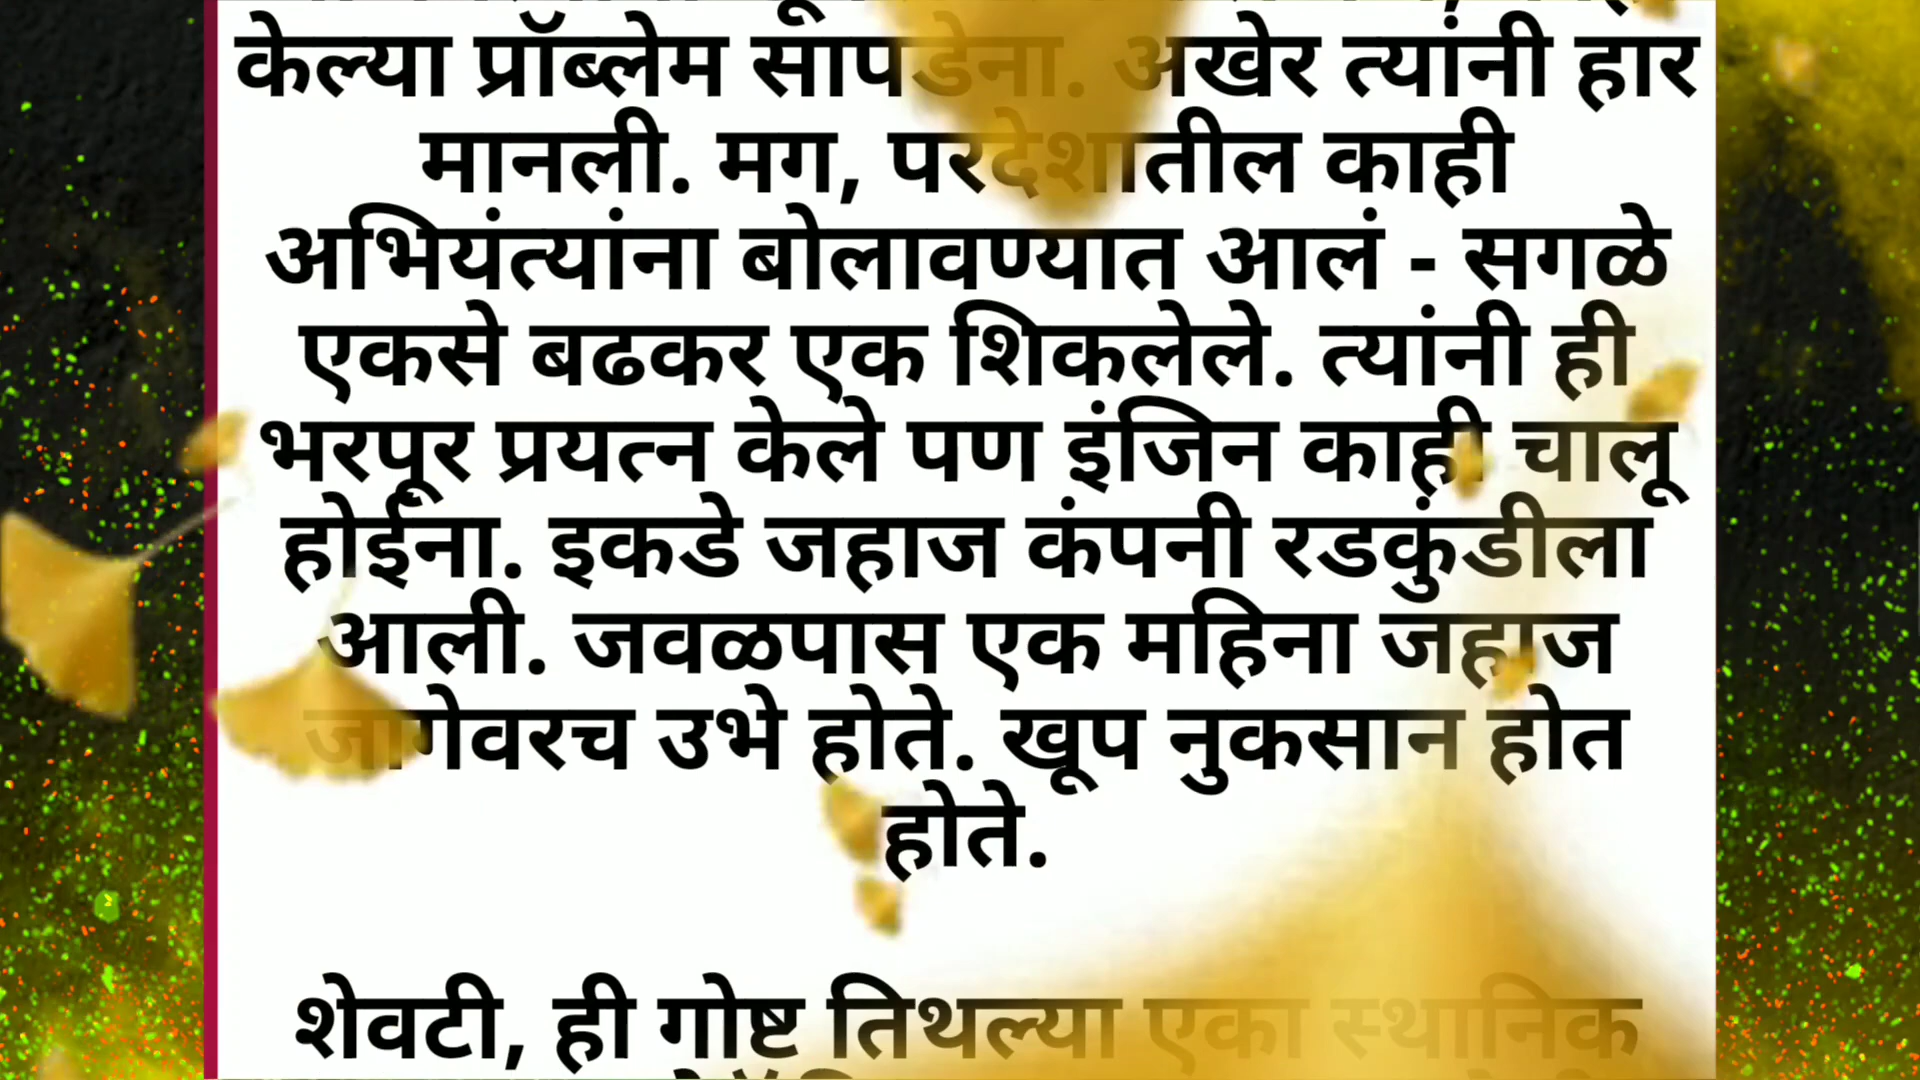 केल्या प्रॉब्लेम सापडेना. अखेर त्यांनी हार
मानली. मग, परदेशातील काही
अभियंत्यांना बोलावण्यात आलं - सगळे
एकसे बढकर एक शिकलेले. त्यांनी ही
भरपूर प्रयत्न केले पण इंजिन काही चालू
होईना. इकडे जहाज कंपनी रडकुंडीला
आली. जवळपास एक महिना जहाज
जागेवरच उभे होते. खूप नुकसान होत
होते.
शेवटी, ही गोष्ट तिथल्या एका स्थानिक